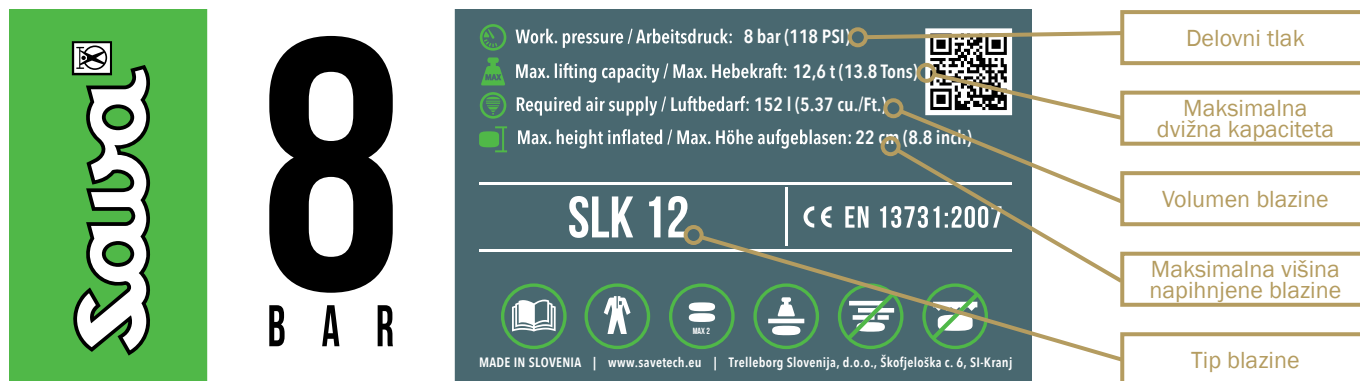 Sava
8
BAR
Work. pressure / Arbeitsdruck: 8 bar (118 PSI)
Max. lifting capacity / Max. Hebekraft: 12,6 t (13.8 Tons)
MAX
Required air supply / Luftbedarf: 152 l (5.37 cu./Ft.)
Max. height inflated / Max. Höhe aufgeblasen: 22 cm (8.8 inch)
SLK 12
CE EN 13731:2007
MAX 2
MADE IN SLOVENIA | www.savetech.eu | Trelleborg Slovenija, d.o.o., Škofjeloška c. 6, SI-Kranj
Delovni tlak
Maksimalna
dvižna kapaciteta
Volumen blazine
Maksimalna višina
napihnjene blazine
Tip blazine